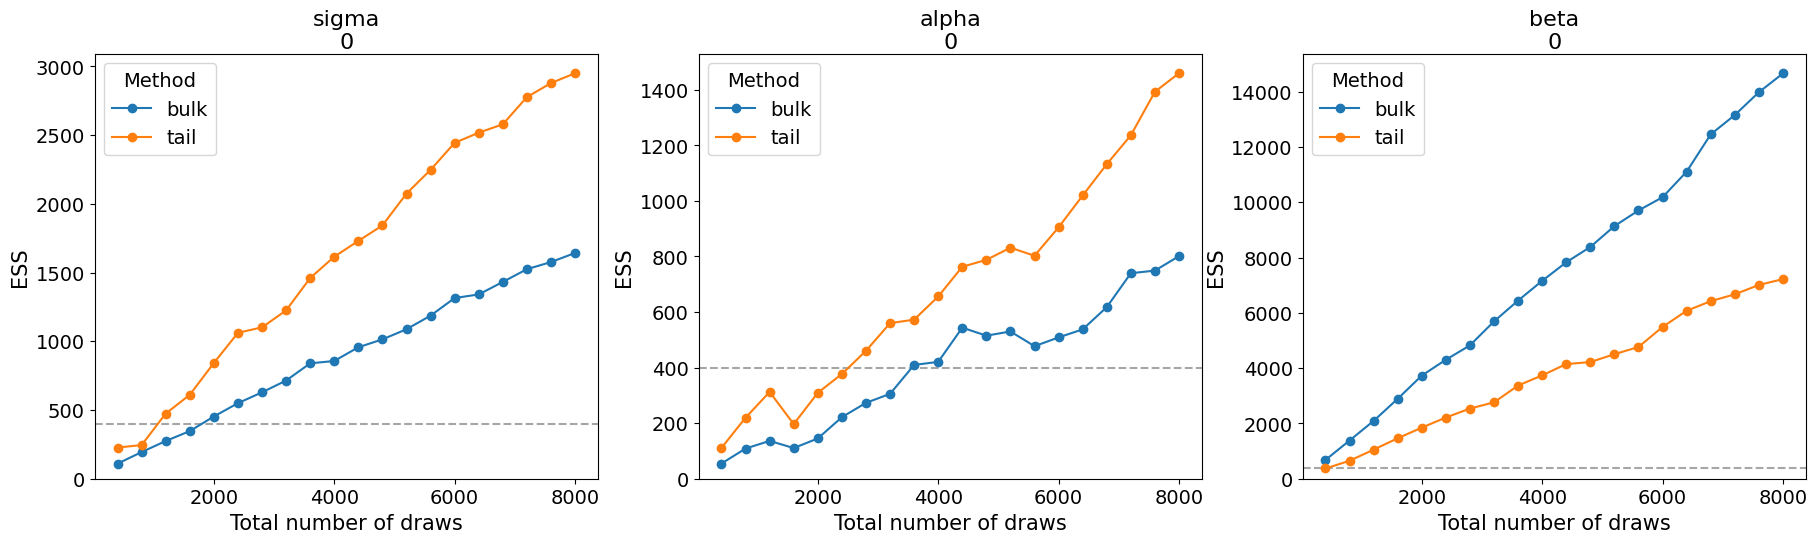 sigma
0
3000
2500
2000
1500
1000
500
0
ESS
Method
bulk
tail
2000 4000 6000 8000
Total number of draws
alpha
0
1400
1200
1000
800
600
400
200
0
ESS
Method
bulk
tail
2000 4000 6000 8000
Total number of draws
beta
0
14000
12000
10000
8000
6000
4000
2000
0
ESS
Method
bulk
tail
2000 4000 6000 8000
Total number of draws